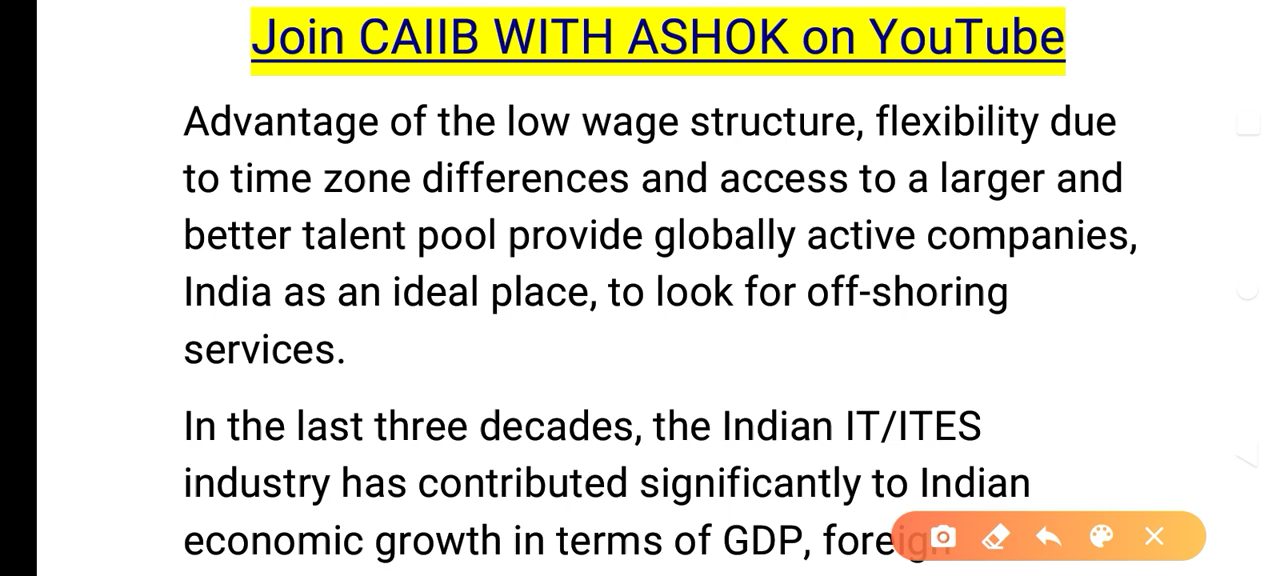 Join CAIIB WITH ASHOK on YouTube
Advantage of the low wage structure, flexibility due
to time zone differences and access to a larger and
better talent pool provide globally active companies,
India as an ideal place, to look for off-shoring
services.
In the last three decades, the Indian IT/ITES
industry has contributed significantly to Indian
economic growth in terms of GDP, foreign